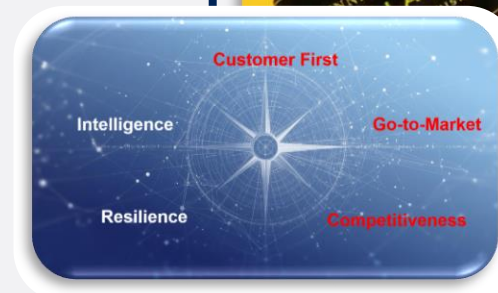 Customer First
Intelligence
Go-to-Market
Resilience
Competitiveness